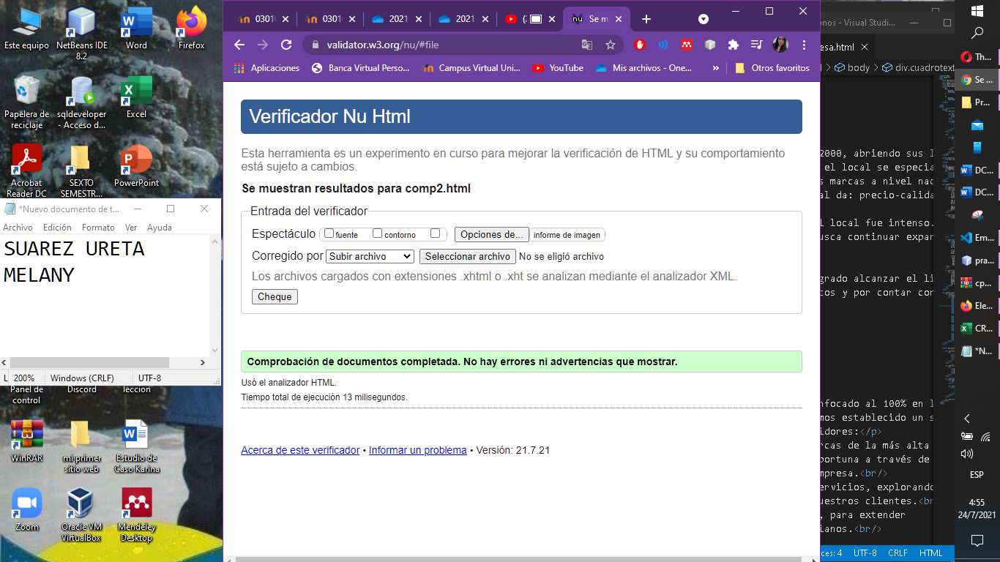 Este equipo
NetBeans IDE 8.2
Word
Firefox
Papelera de reciclaje
sqldeveloper - Acceso d...
Excel
Acrobat Reader DC
SEXTO SEMESTR...
PowerPoint
*Nuevo documento de t...
Archivo Edición Formato Ver Ayuda
SUAREZ URETA
MELANY
L 200% Windows (CRLF) UTF-8
Panel de control
Discord
leccion
WinRAR
mi primer sitio web
Estudio de Caso Karina
Zoom
Oracle VM VirtualBox
Mendeley Desktop
0301 0301 2021 2021 Se m
validator.w3.org/nu/#file
Aplicaciones Banca Virtual Perso... Campus Virtual Uni... YouTube Mis archivos - One... » Otros favoritos
Verificador Nu Html
Esta herramienta es un experimento en curso para mejorar la verificación de HTML y su comportamiento
está sujeto a cambios.
Se muestran resultados para comp2.html
Entrada del verificador
Espectáculo fuente contorno Opciones de... informe de imagen
Corregido por Subir archivo Seleccionar archivo No se eligió archivo
Los archivos cargados con extensiones .xhtml o .xht se analizan mediante el analizador XML.
Cheque
Comprobación de documentos completada. No hay errores ni advertencias que mostrar.
Usó el analizador HTML.
Tiempo total de ejecución 13 milisegundos.
Acerca de este verificador • Informar un problema • Versión: 21.7.21
onos - Visual Studi...
esa.html
body div.cuadrotext
2000, abriendo sus l
el local se especia
s marcas a nivel nac
al da: precio-calida
l local fue intenso.
usca continuar expan
grado alcanzar el li
cos y por contar con
nfocado al 100% en l
mos establecido un s
idores:</p>
rcas de la más alta
portuna a través de
mpresa.<br/>
ervicios, explorando
uestros clientes.<br
, para extender
ianos.<br/>
ces: 4 UTF-8 CRLF HTML
Th...
Se ...
Pr...
DC...
DC...
Em...
pra...
cp...
Ele...
CR...
*N...
ESP
4:55
24/7/2021